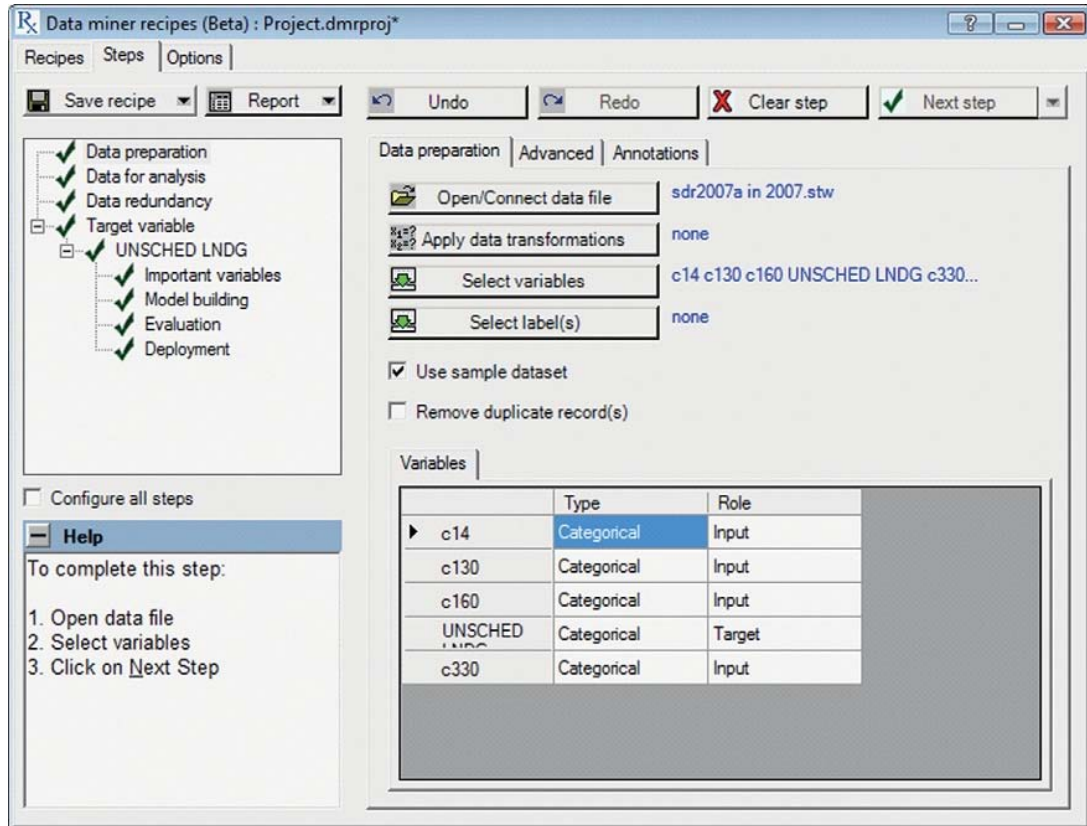 Rx Data miner recipes (Beta) : Project.dmrproj*
Recipes Steps Options
Save recipe Report Undo Redo Clear step Next step
Data preparation
Data for analysis
Data redundancy
Target variable
UNSCHED LNDG
Important variables
Model building
Evaluation
Deployment
Configure all steps
Help
To complete this step:
1. Open data file
2. Select variables
3. Click on Next Step
Data preparation Advanced Annotations
Open/Connect data file sdr2007a in 2007.stw
x1=? x2=? Apply data transformations none
Select variables c14 c130 c160 UNSCHED LNDG c330...
Select label(s) none
Use sample dataset
Remove duplicate record(s)
Variables
Type Role
c14 Categorical Input
c130 Categorical Input
c160 Categorical Input
UNSCHED LNDG Categorical Target
c330 Categorical Input